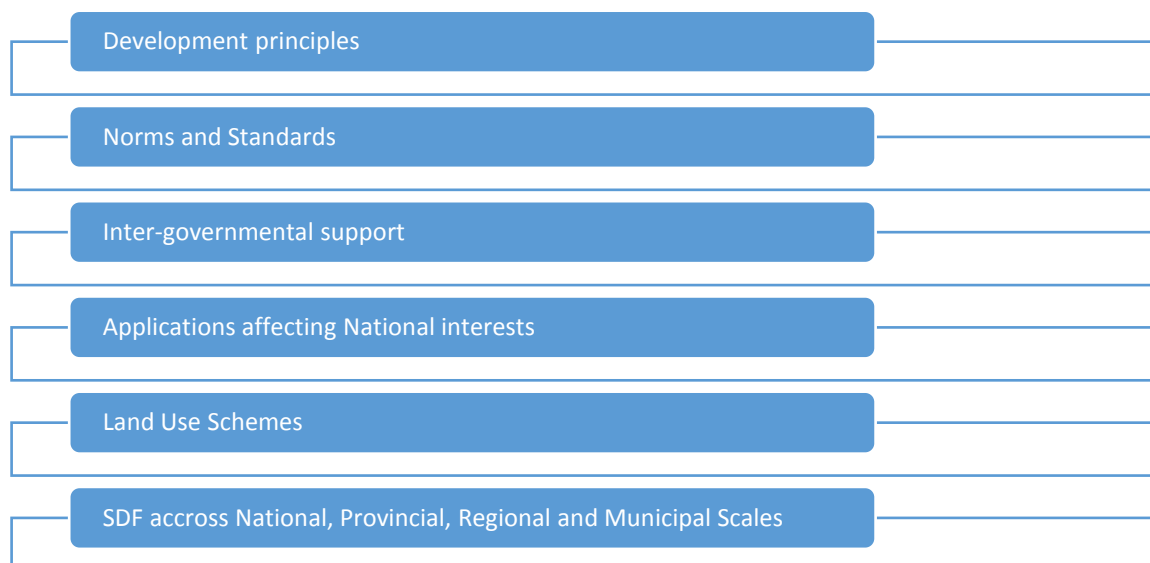 Development principles
Norms and Standards
Inter-governmental support
Applications affecting National interests
Land Use Schemes
SDF accross National, Provincial, Regional and Municipal Scales